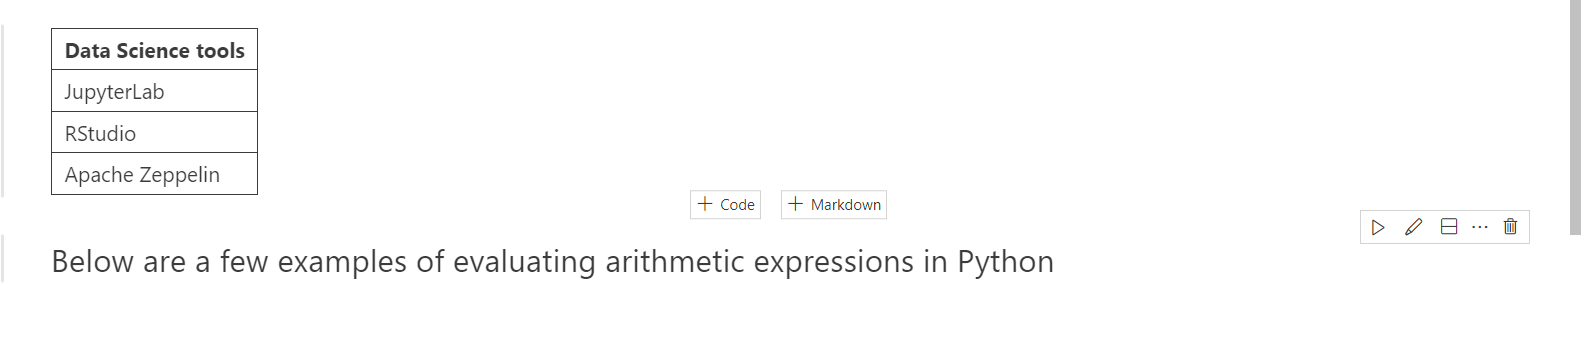 Data Science tools
JupyterLab
RStudio
Apache Zeppelin
+ Code + Markdown
Below are a few examples of evaluating arithmetic expressions in Python